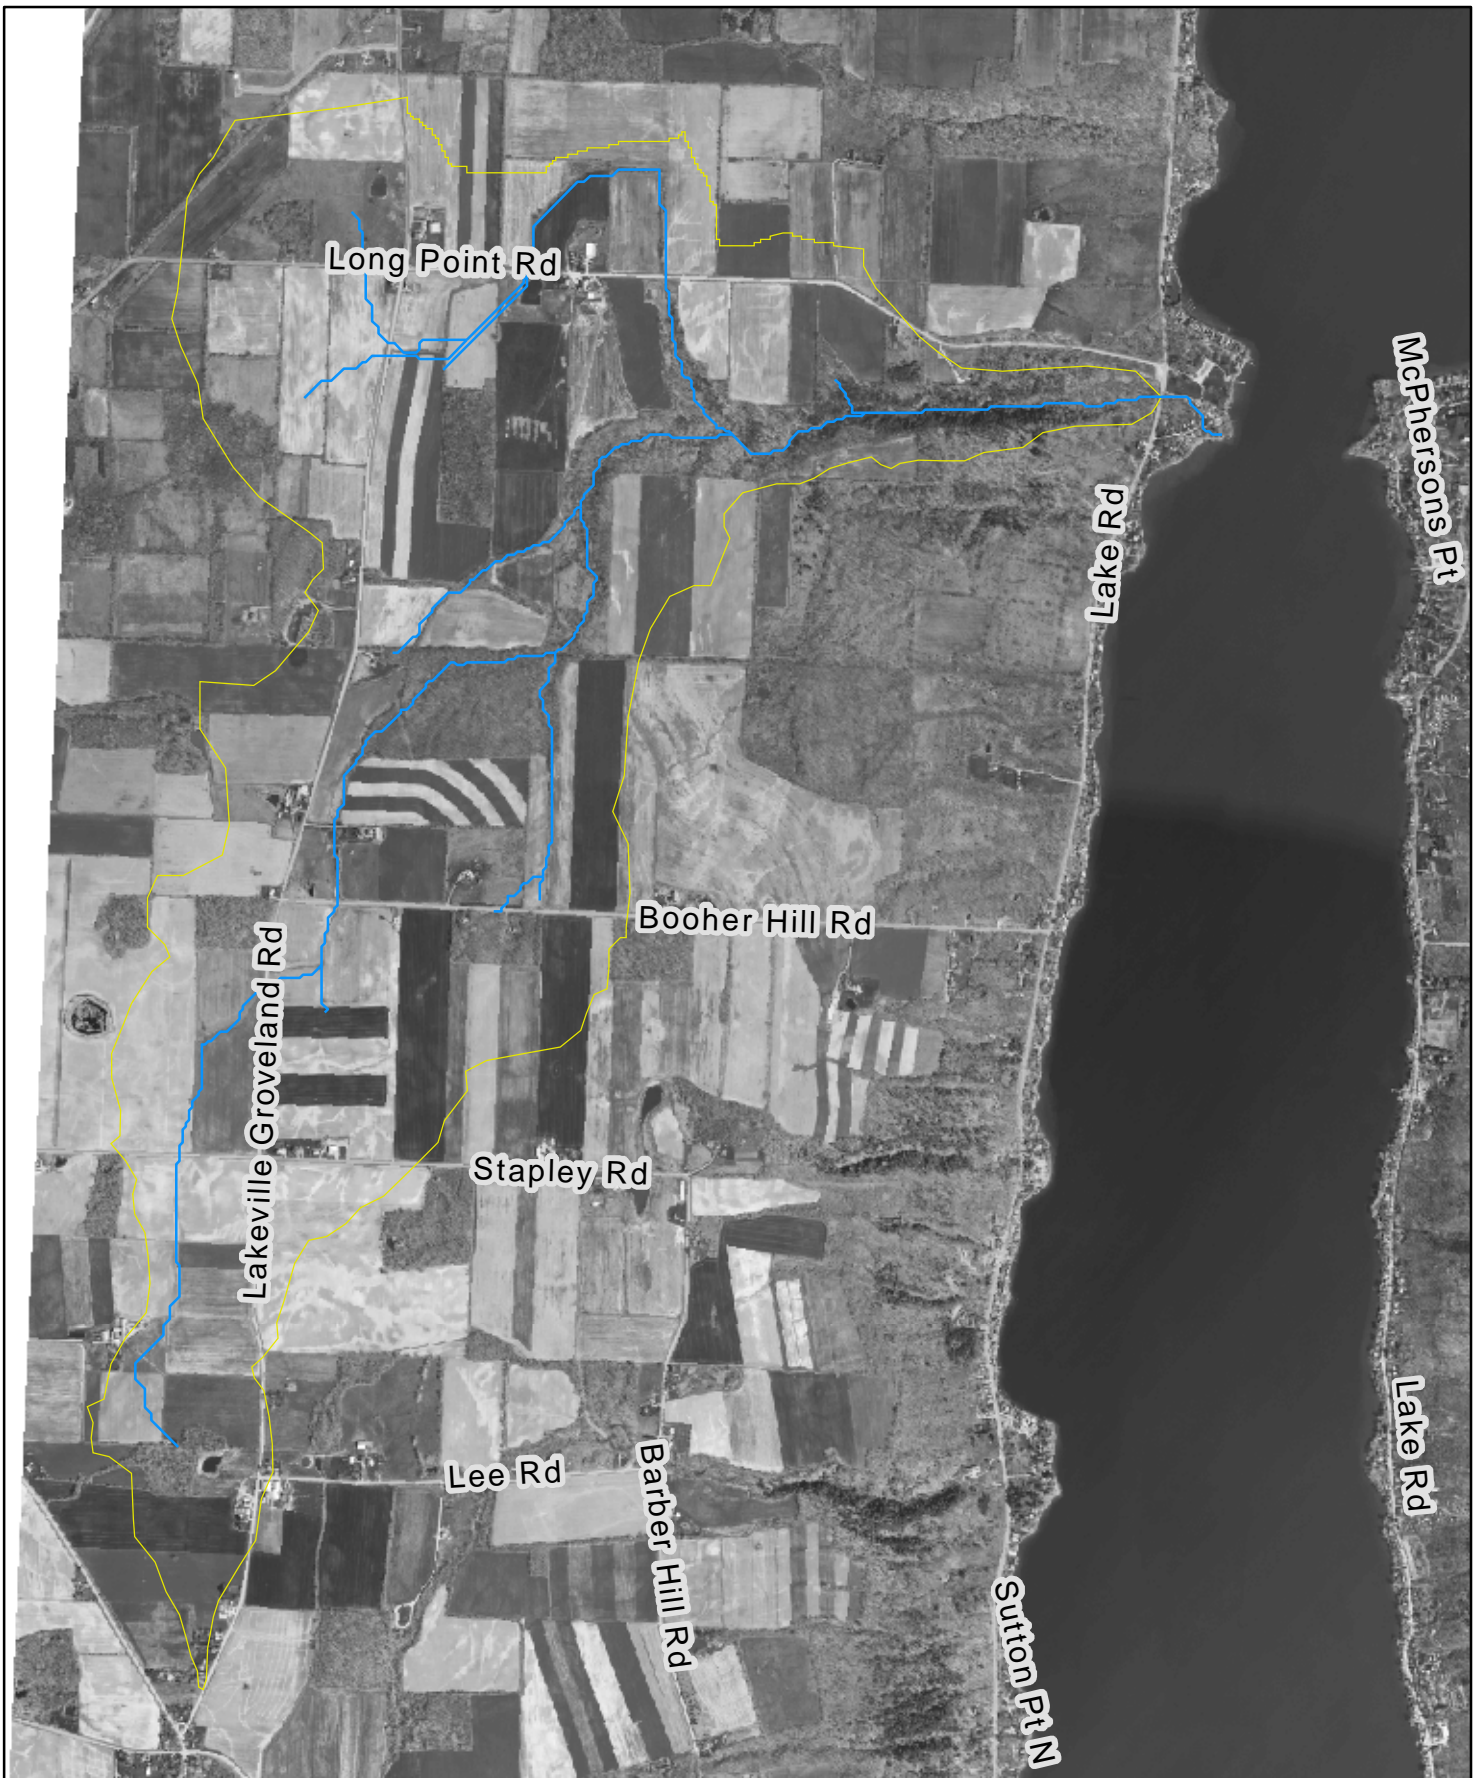 Long Point Rd
McPhersons Pt
Lake Rd
Booher Hill Rd
Lakeville Groveland Rd
Stapley Rd
Lake Rd
Lee Rd
Barber Hill Rd
Sutton Pt N